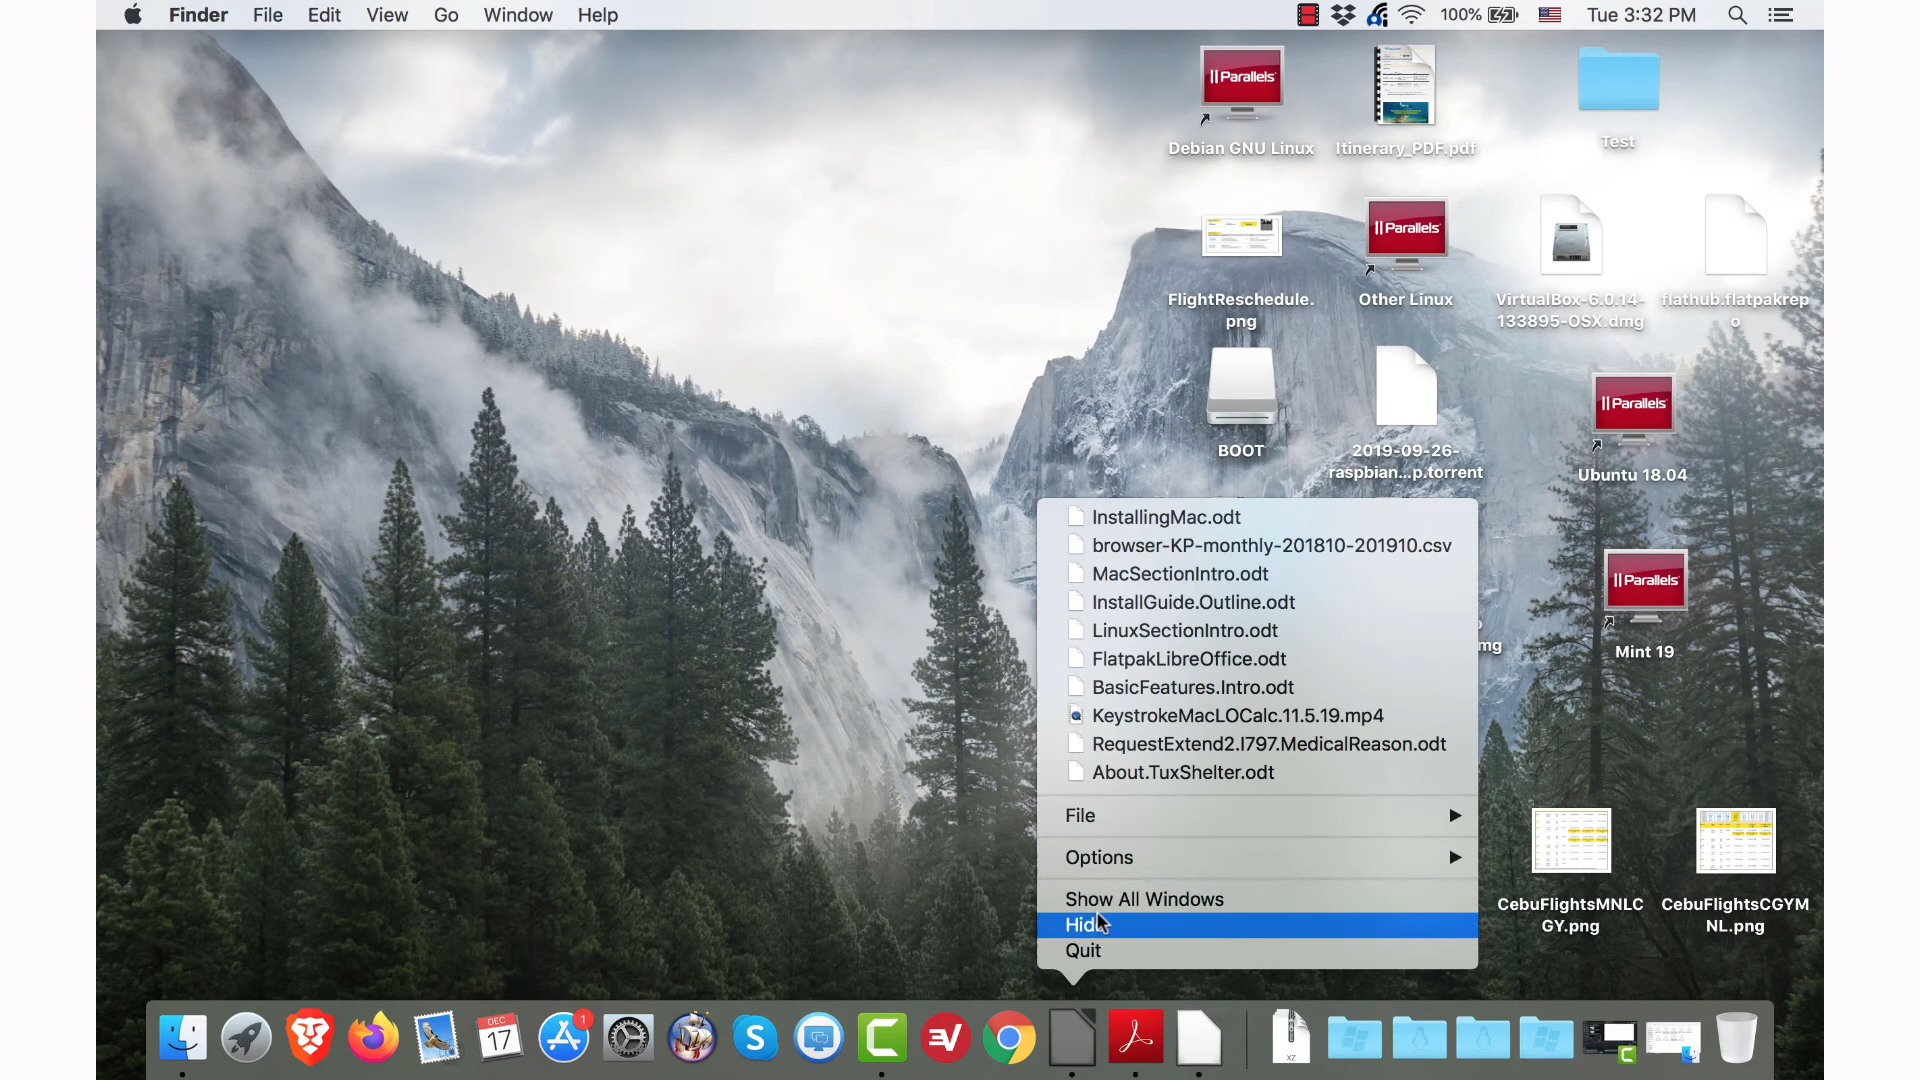 Finder File Edit View Go Window Help
100% Tue 3:32 PM
Parallels
Debian GNU Linux
Itinerary_PDF.pdf
Test
FlightReschedule.
png
Parallels
Other Linux
VirtualBox-6.0.14-
133895-OSX.dmg
flathub.flatpakrep
o
BOOT
2019-09-26-
raspbian...p.torrent
Parallels
Ubuntu 18.04
Parallels
Mint 19
mg
InstallingMac.odt
browser-KP-monthly-201810-201910.csv
MacSectionIntro.odt
InstallGuide.Outline.odt
LinuxSectionIntro.odt
FlatpakLibreOffice.odt
BasicFeatures.Intro.odt
KeystrokeMacLOCalc.11.5.19.mp4
RequestExtend2.I797.MedicalReason.odt
About.TuxShelter.odt
File
Options
Show All Windows
Hide
Quit
CebuFlightsMNLC
GY.png
CebuFlightsCGYM
NL.png
DEC
17
1
S
C
EV
XZ
C